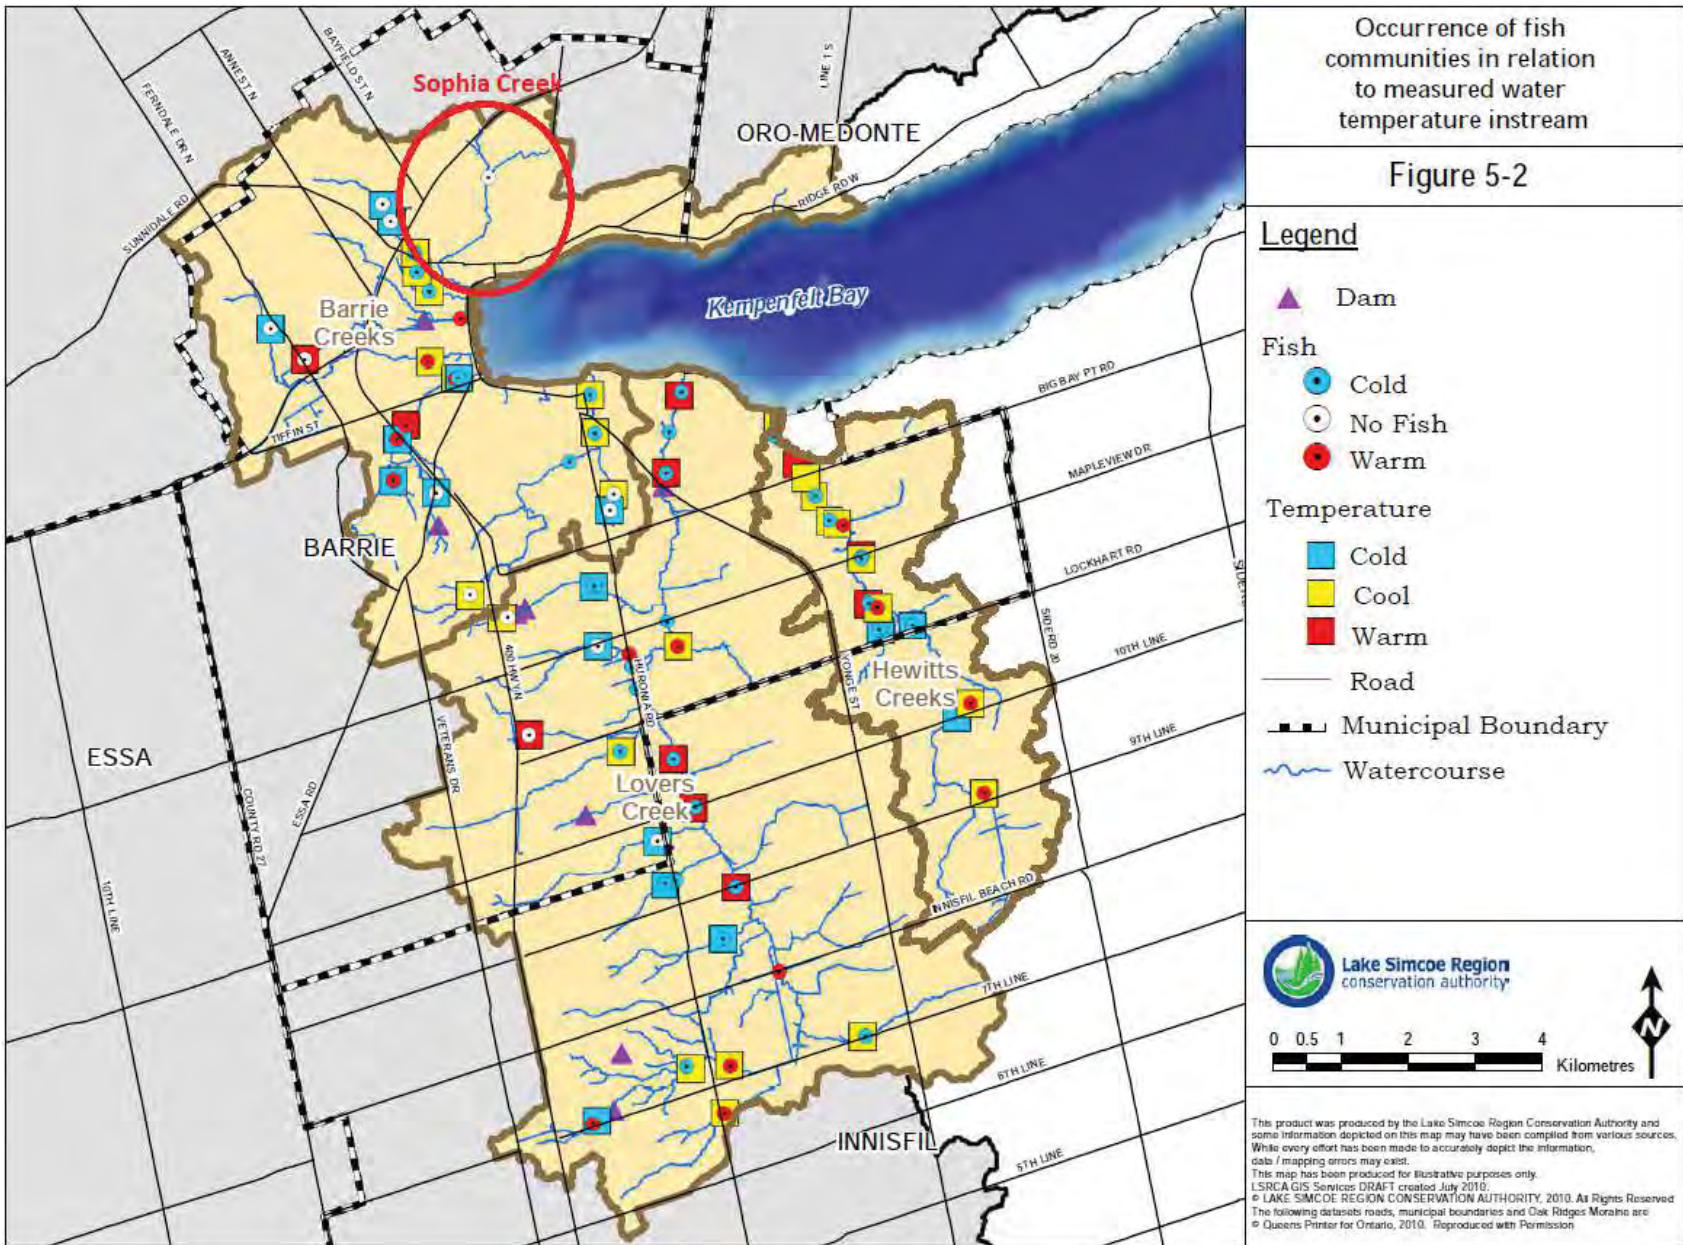 Occurrence of fish
communities in relation
to measured water
temperature instream
Figure 5-2
Legend
Dam
Fish
Cold
No Fish
Warm
Temperature
Cold
Cool
Warm
Road
Municipal Boundary
Watercourse
Lake Simcoe Region
conservation authority
0 0.5 1 2 3 4
Kilometres
N
This product was produced by the Lake Simcoe Region Conservation Authority and
some information depicted on this map may have been compiled from various sources.
While every effort has been made to accurately depict the information,
data / mapping errors may exist.
This map has been produced for illustrative purposes only.
LSRCA GIS Services DRAFT created July 2010.
© LAKE SIMCOE REGION CONSERVATION AUTHORITY, 2010. All Rights Reserved
The following datasets roads, municipal boundaries and Oak Ridges Moraine are
© Queens Printer for Ontario, 2010. Reproduced with Permission
Sophia Creek
ORO-MEDONTE
LINE 1 S
BAYFIELD ST N
ANNE ST N
FERNDALE DR N
SUNNIDALE RD
RIDGE RD W
Kempenfelt Bay
Barrie
Creeks
TIFFIN ST
BIG BAY PT RD
MAPLEVIEW DR
LOCKHART RD
BARRIE
SIDERD 20
10TH LINE
Hewitts
Creeks
400 HWY N
HURONIA RD
YONGE ST
VETERANS DR
9TH LINE
ESSA
ESSA RD
COUNTY RD 27
10TH LINE
Lovers
Creek
INNISFIL BEACH RD
7TH LINE
6TH LINE
INNISFIL
5TH LINE